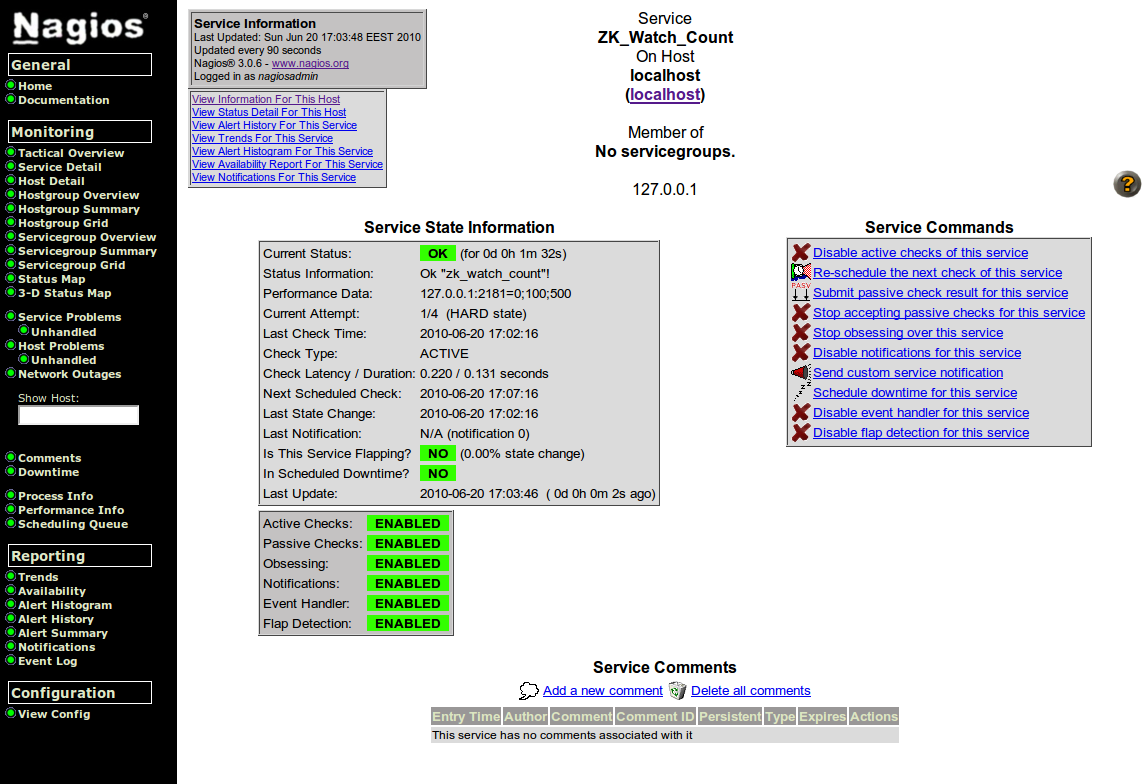 Nagios®
General
Home
Documentation
Monitoring
Tactical Overview
Service Detail
Host Detail
Hostgroup Overview
Hostgroup Summary
Hostgroup Grid
Servicegroup Overview
Servicegroup Summary
Servicegroup Grid
Status Map
3-D Status Map
Service Problems
Unhandled
Host Problems
Unhandled
Network Outages
Show Host:
Comments
Downtime
Process Info
Performance Info
Scheduling Queue
Reporting
Trends
Availability
Alert Histogram
Alert History
Alert Summary
Notifications
Event Log
Configuration
View Config
Service Information
Last Updated: Sun Jun 20 17:03:48 EEST 2010
Updated every 90 seconds
Nagios® 3.0.6 - www.nagios.org
Logged in as nagiosadmin
View Information For This Host
View Status Detail For This Host
View Alert History For This Service
View Trends For This Service
View Alert Histogram For This Service
View Availability Report For This Service
View Notifications For This Service
Service
ZK_Watch_Count
On Host
localhost
(localhost)
Member of
No servicegroups.
127.0.0.1
?
Service State Information
Current Status: OK (for 0d 0h 1m 32s)
Status Information: Ok "zk_watch_count"!
Performance Data: 127.0.0.1:2181=0;100;500
Current Attempt: 1/4 (HARD state)
Last Check Time: 2010-06-20 17:02:16
Check Type: ACTIVE
Check Latency / Duration: 0.220 / 0.131 seconds
Next Scheduled Check: 2010-06-20 17:07:16
Last State Change: 2010-06-20 17:02:16
Last Notification: N/A (notification 0)
Is This Service Flapping? NO (0.00% state change)
In Scheduled Downtime? NO
Last Update: 2010-06-20 17:03:46 ( 0d 0h 0m 2s ago)
Active Checks: ENABLED
Passive Checks: ENABLED
Obsessing: ENABLED
Notifications: ENABLED
Event Handler: ENABLED
Flap Detection: ENABLED
Service Commands
Disable active checks of this service
Re-schedule the next check of this service
PASV Submit passive check result for this service
Stop accepting passive checks for this service
Stop obsessing over this service
Disable notifications for this service
Send custom service notification
Schedule downtime for this service
Disable event handler for this service
Disable flap detection for this service
Service Comments
Add a new comment Delete all comments
Entry Time Author Comment Comment ID Persistent Type Expires Actions
This service has no comments associated with it